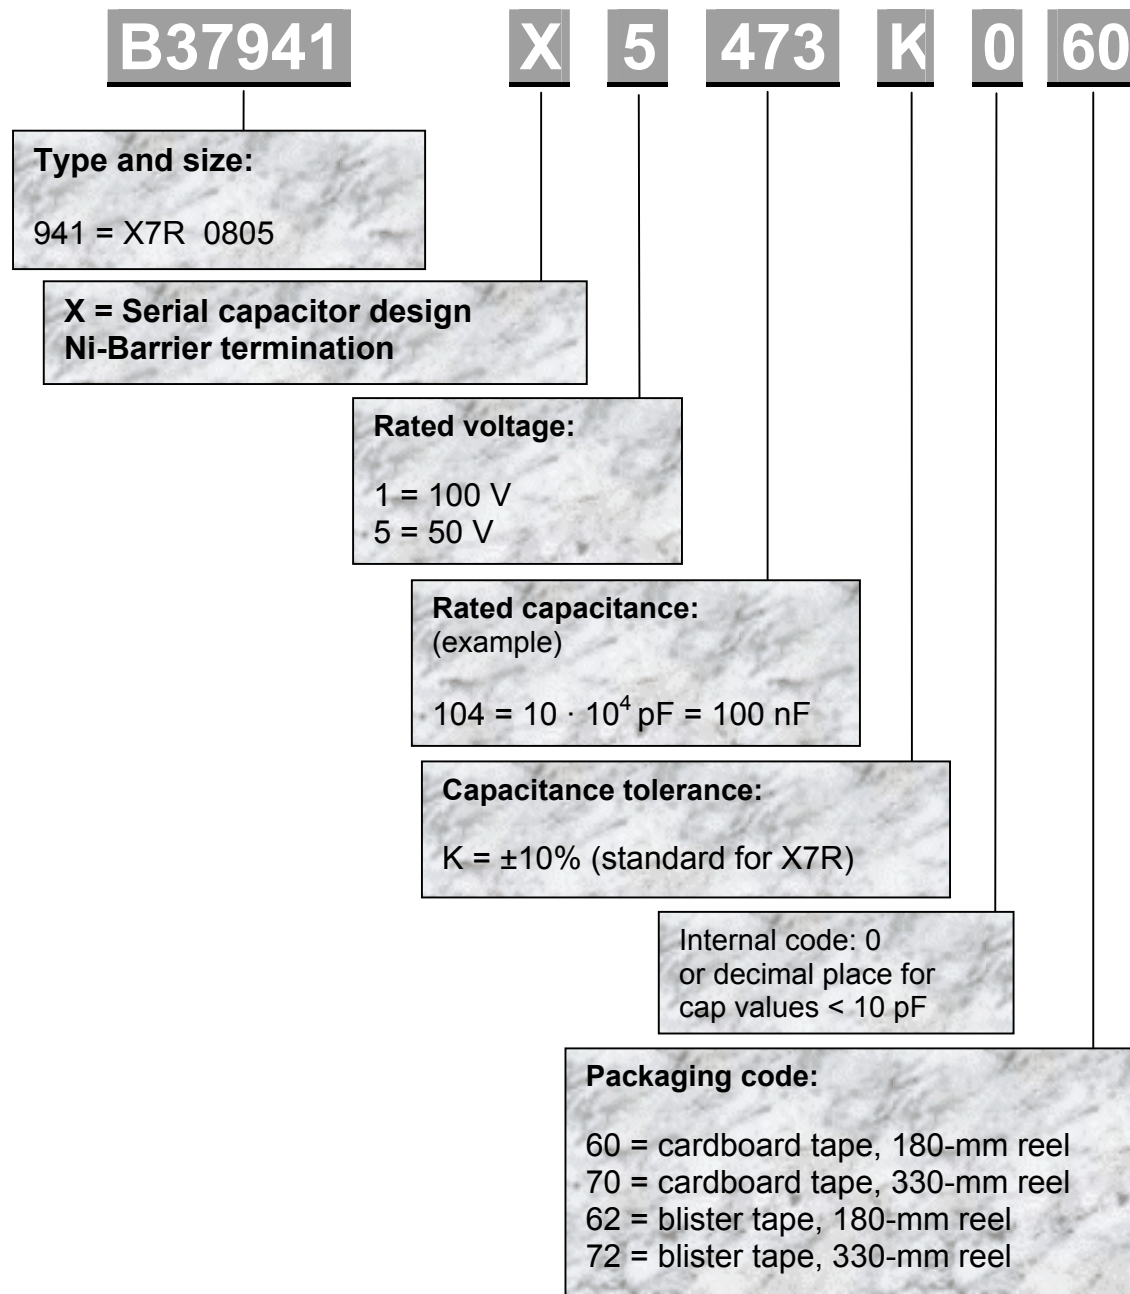 B37941 X 5 473 K 0 60
Type and size:
941 = X7R 0805
X = Serial capacitor design
Ni-Barrier termination
Rated voltage:
1 = 100 V
5 = 50 V
Rated capacitance:
(example)
104 = 10 · 10⁴ pF = 100 nF
Capacitance tolerance:
K = ±10% (standard for X7R)
Internal code: 0
or decimal place for
cap values < 10 pF
Packaging code:
60 = cardboard tape, 180-mm reel
70 = cardboard tape, 330-mm reel
62 = blister tape, 180-mm reel
72 = blister tape, 330-mm reel